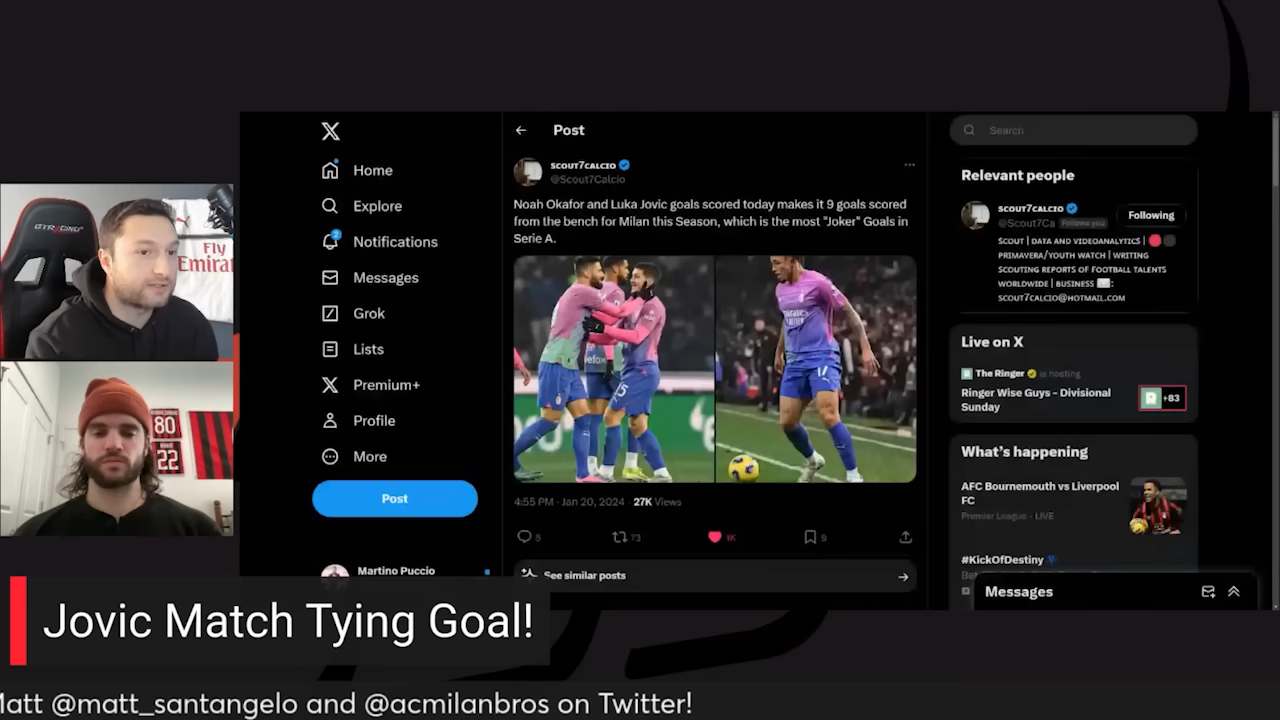 Home
Explore
2
Notifications
Messages
Grok
Lists
Premium+
Profile
More
Post
Martino Puccio
Post
SCOUT7CALCIO
@Scout7Calcio
Noah Okafor and Luka Jovic goals scored today makes it 9 goals scored
from the bench for Milan this Season, which is the most "Joker" Goals in
Serie A.
17
4:55 PM · Jan 20, 2024 · 27K Views
5
73
1K
9
See similar posts
Search
Relevant people
SCOUT7CALCIO
@Scout7Ca
Follows you
Following
SCOUT | DATA AND VIDEOANALYTICS |
PRIMAVERA/YOUTH WATCH | WRITING
SCOUTING REPORTS OF FOOTBALL TALENTS
WORLDWIDE | BUSINESS :
SCOUT7CALCIO@HOTMAIL.COM
Live on X
The Ringer is hosting
Ringer Wise Guys - Divisional
Sunday
+83
What's happening
AFC Bournemouth vs Liverpool
FC
Premier League · LIVE
#KickOfDestiny
Messages
GTRACING
Fly
Emirat
80
22
Jovic Match Tying Goal!
Matt @matt_santangelo and @acmilanbros on Twitter!